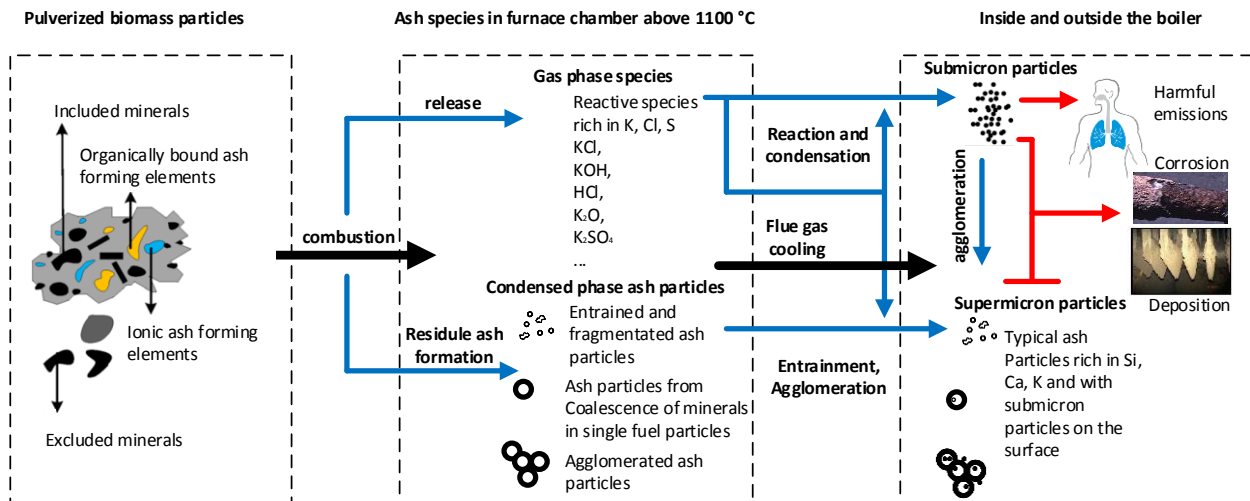 Pulverized biomass particles
Included minerals
Organically bound ash
forming elements
Ionic ash forming
elements
Excluded minerals
combustion
release
Residule ash
formation
Ash species in furnace chamber above 1100 °C
Gas phase species
Reactive species
rich in K, Cl, S
KCl,
KOH,
HCl,
K₂O,
K₂SO₄
...
Condensed phase ash particles
Entrained and
fragmentated ash
particles
Ash particles from
Coalescence of minerals
in single fuel particles
Agglomerated ash
particles
Reaction and
condensation
Flue gas
cooling
Entrainment,
Agglomeration
Inside and outside the boiler
Submicron particles
Harmful
emissions
agglomeration
Corrosion
Deposition
Supermicron particles
Typical ash
Particles rich in Si,
Ca, K and with
submicron
particles on the
surface